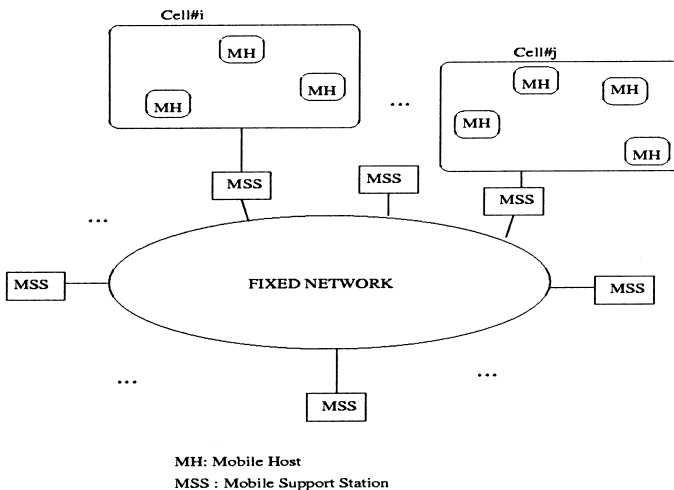 Cell#i
MH
MH
MH
...
Cell#j
MH
MH
MH
MH
MSS
MSS
MSS
...
MSS
FIXED NETWORK
MSS
...
MSS
...
MH: Mobile Host
MSS : Mobile Support Station